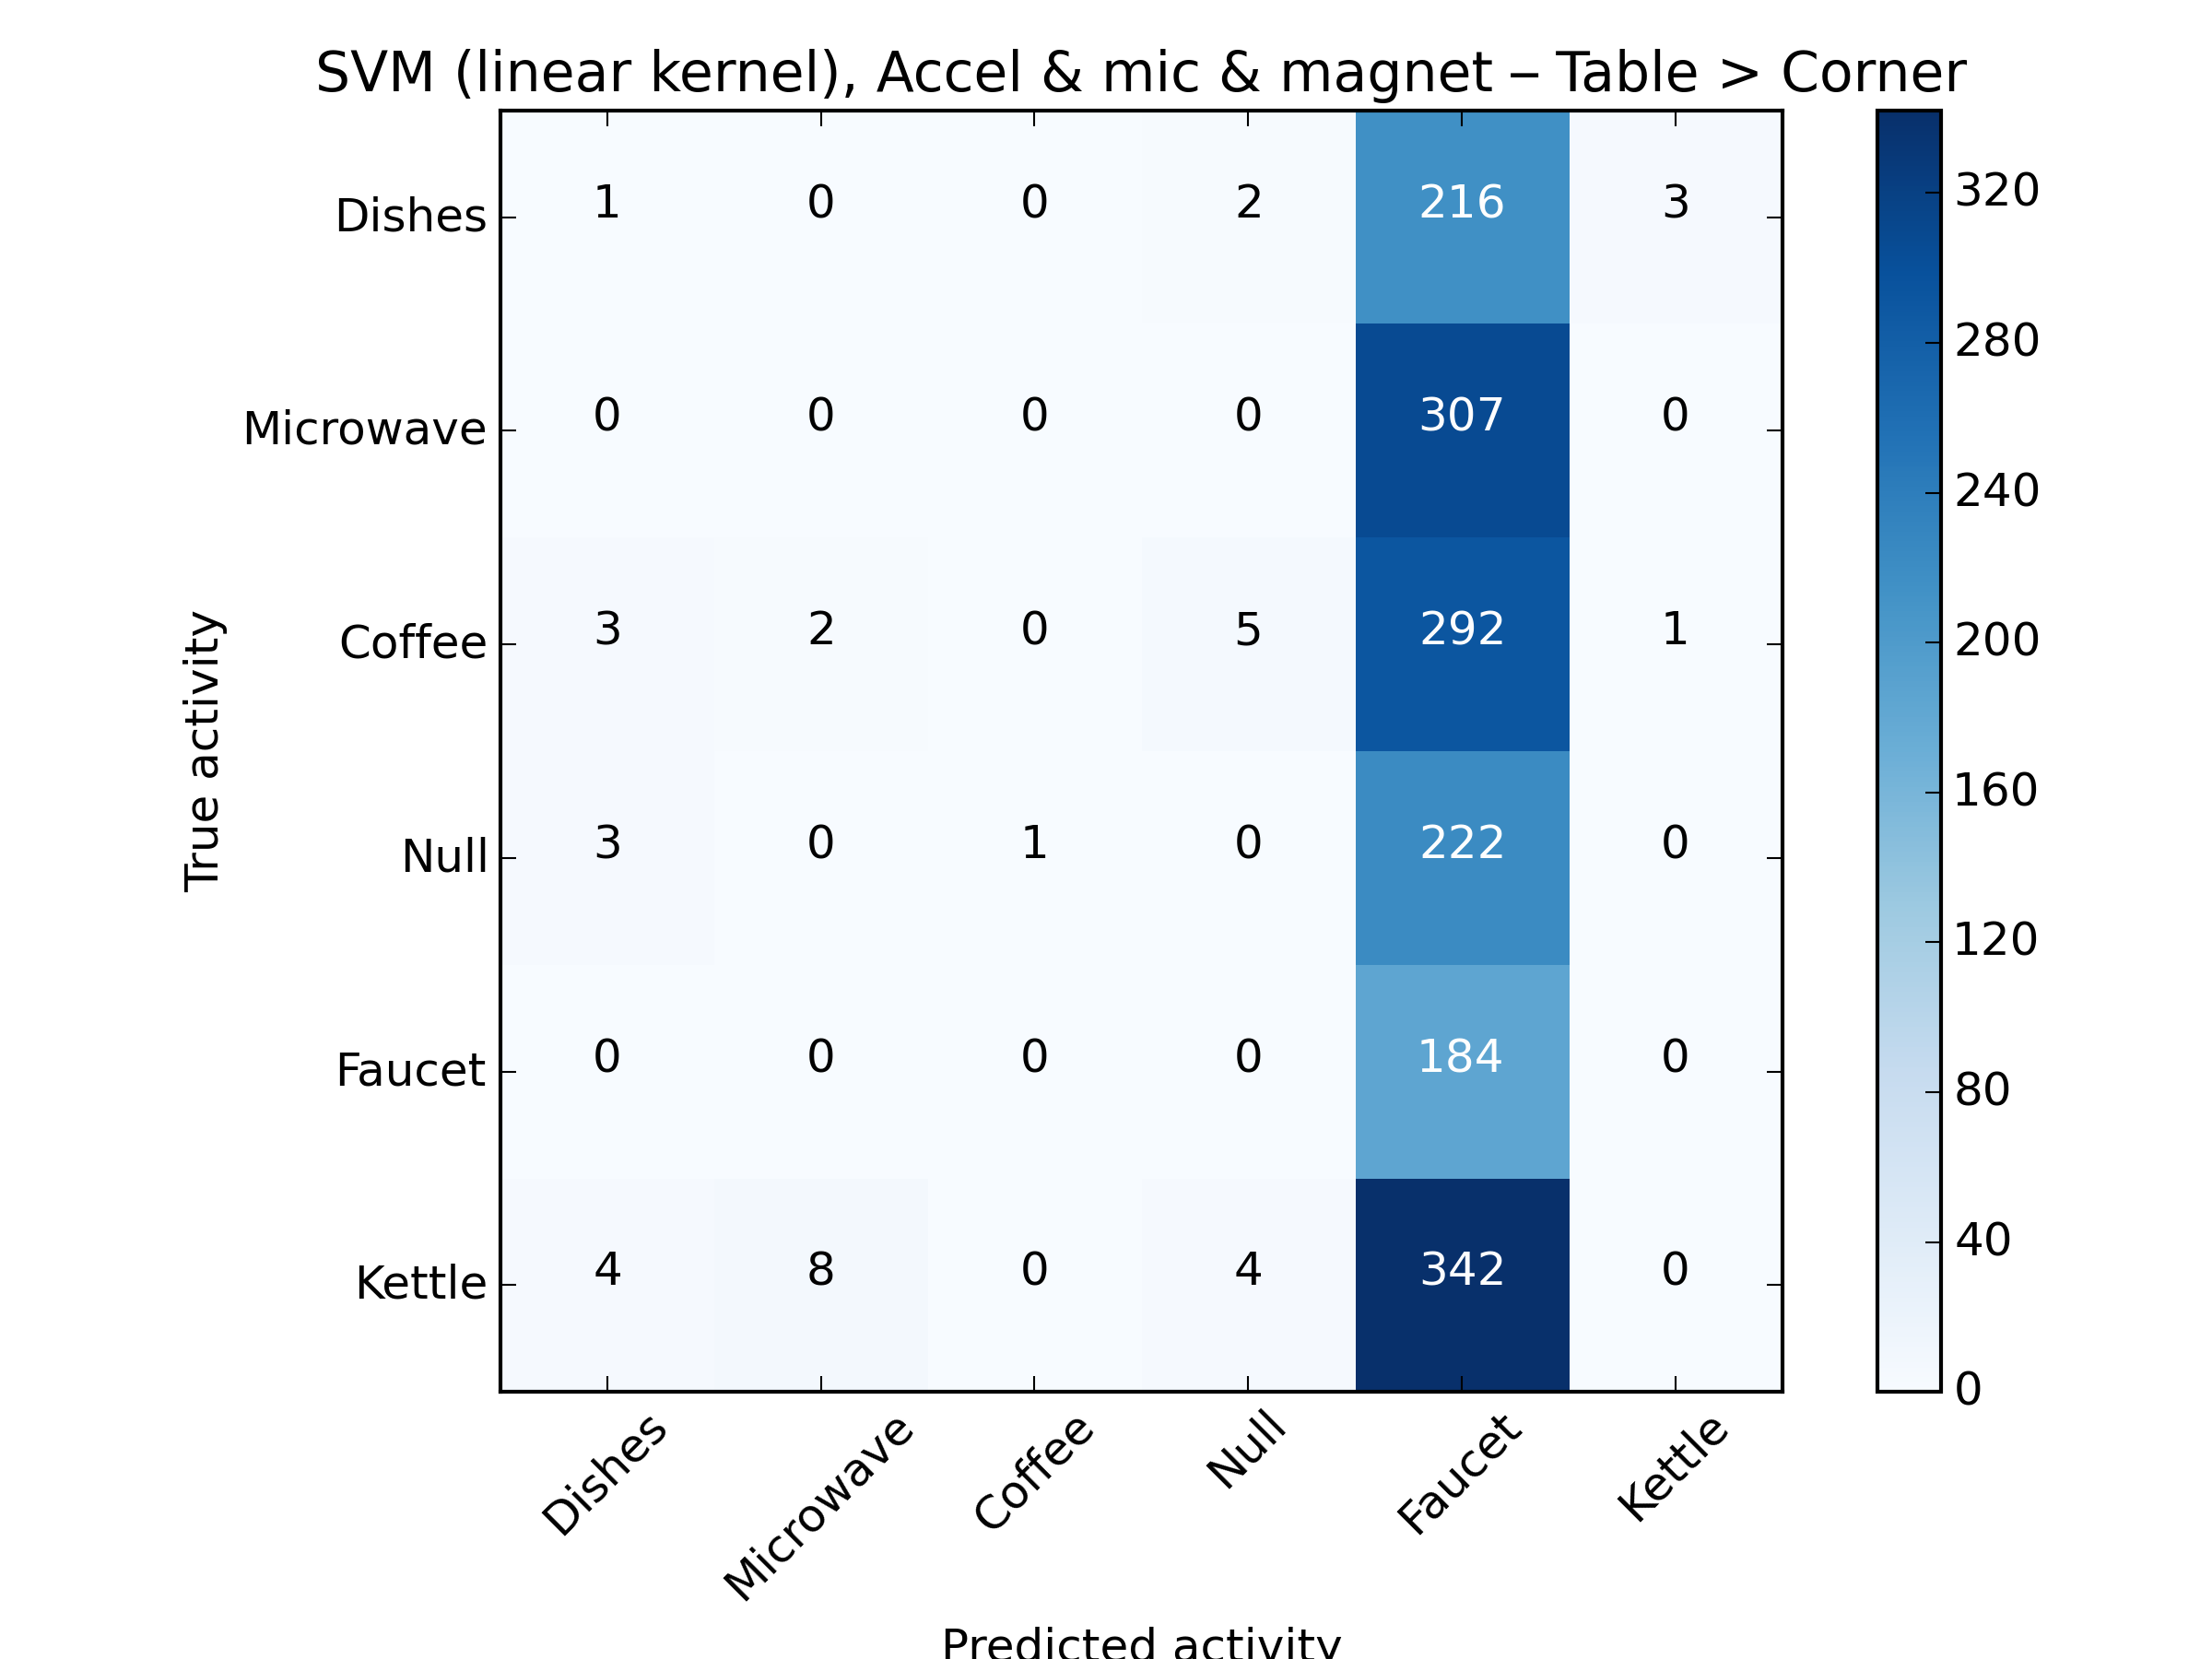 SVM (linear kernel), Accel & mic & magnet – Table > Corner
Dishes 1 0 0 2 216 3
Microwave 0 0 0 0 307 0
Coffee 3 2 0 5 292 1
Null 3 0 1 0 222 0
Faucet 0 0 0 0 184 0
Kettle 4 8 0 4 342 0
True activity
Dishes Microwave Coffee Null Faucet Kettle
Predicted activity
320
280
240
200
160
120
80
40
0